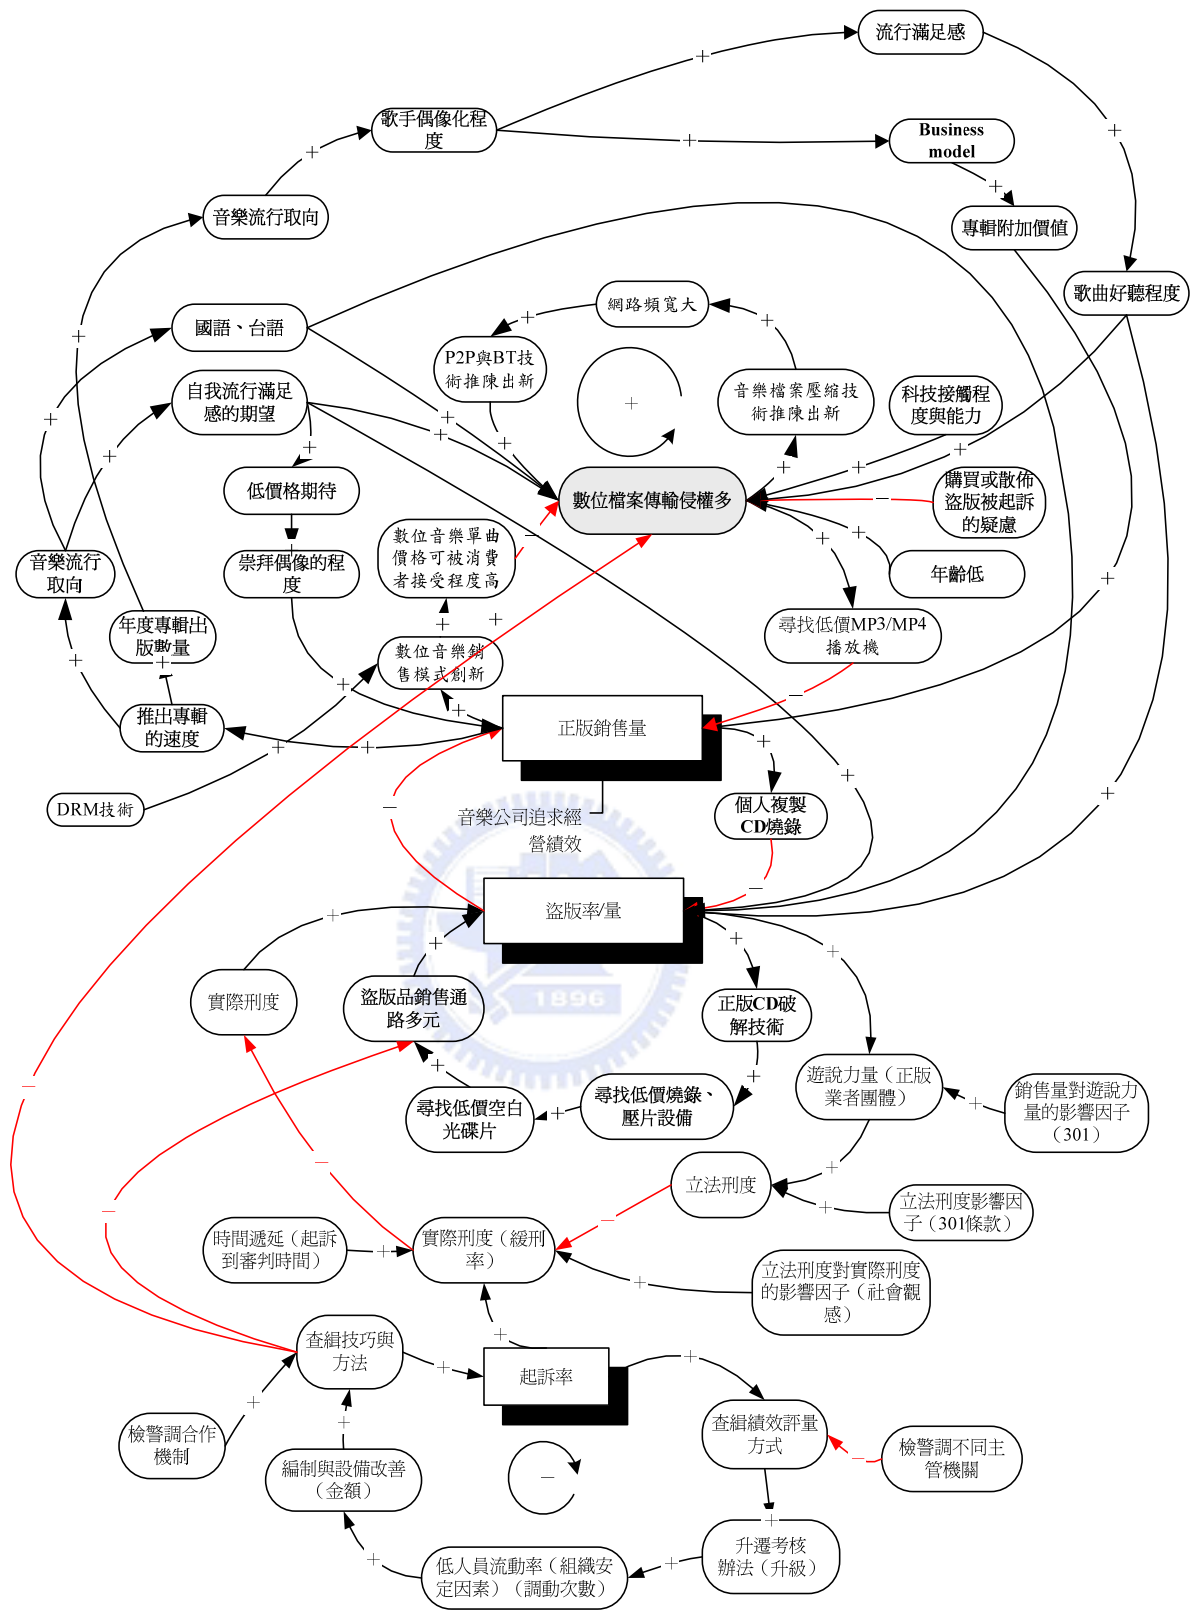 流行滿足感
歌手偶像化程
度
Business
model
音樂流行取向
專輯附加價值
歌曲好聽程度
網路頻寬大
國語、台語
P2P與BT技
術推陳出新
音樂檔案壓縮技
術推陳出新
科技接觸程
度與能力
自我流行滿足
感的期望
低價格期待
數位檔案傳輸侵權多
購買或散佈
盜版被起訴
的疑慮
數位音樂單曲
價格可被消費
者接受程度高
音樂流行
取向
崇拜偶像的程
度
年齡低
年度專輯出
版數量
尋找低價MP3/MP4
播放機
數位音樂銷
售模式創新
推出專輯
的速度
正版銷售量
DRM技術
音樂公司追求經
營績效
個人複製
CD燒錄
盜版率/量
1896
實際刑度
盜版品銷售通
路多元
正版CD破
解技術
遊說力量（正版
業者團體）
銷售量對遊說力
量的影響因子
（301）
尋找低價空白
光碟片
尋找低價燒錄、
壓片設備
立法刑度
立法刑度影響因
子（301條款）
時間遞延（起訴
到審判時間）
實際刑度（緩刑
率）
立法刑度對實際刑度
的影響因子（社會觀
感）
查緝技巧與
方法
起訴率
檢警調合作
機制
查緝績效評量
方式
檢警調不同主
管機關
編制與設備改善
（金額）
升遷考核
辦法（升級）
低人員流動率（組織安
定因素）（調動次數）